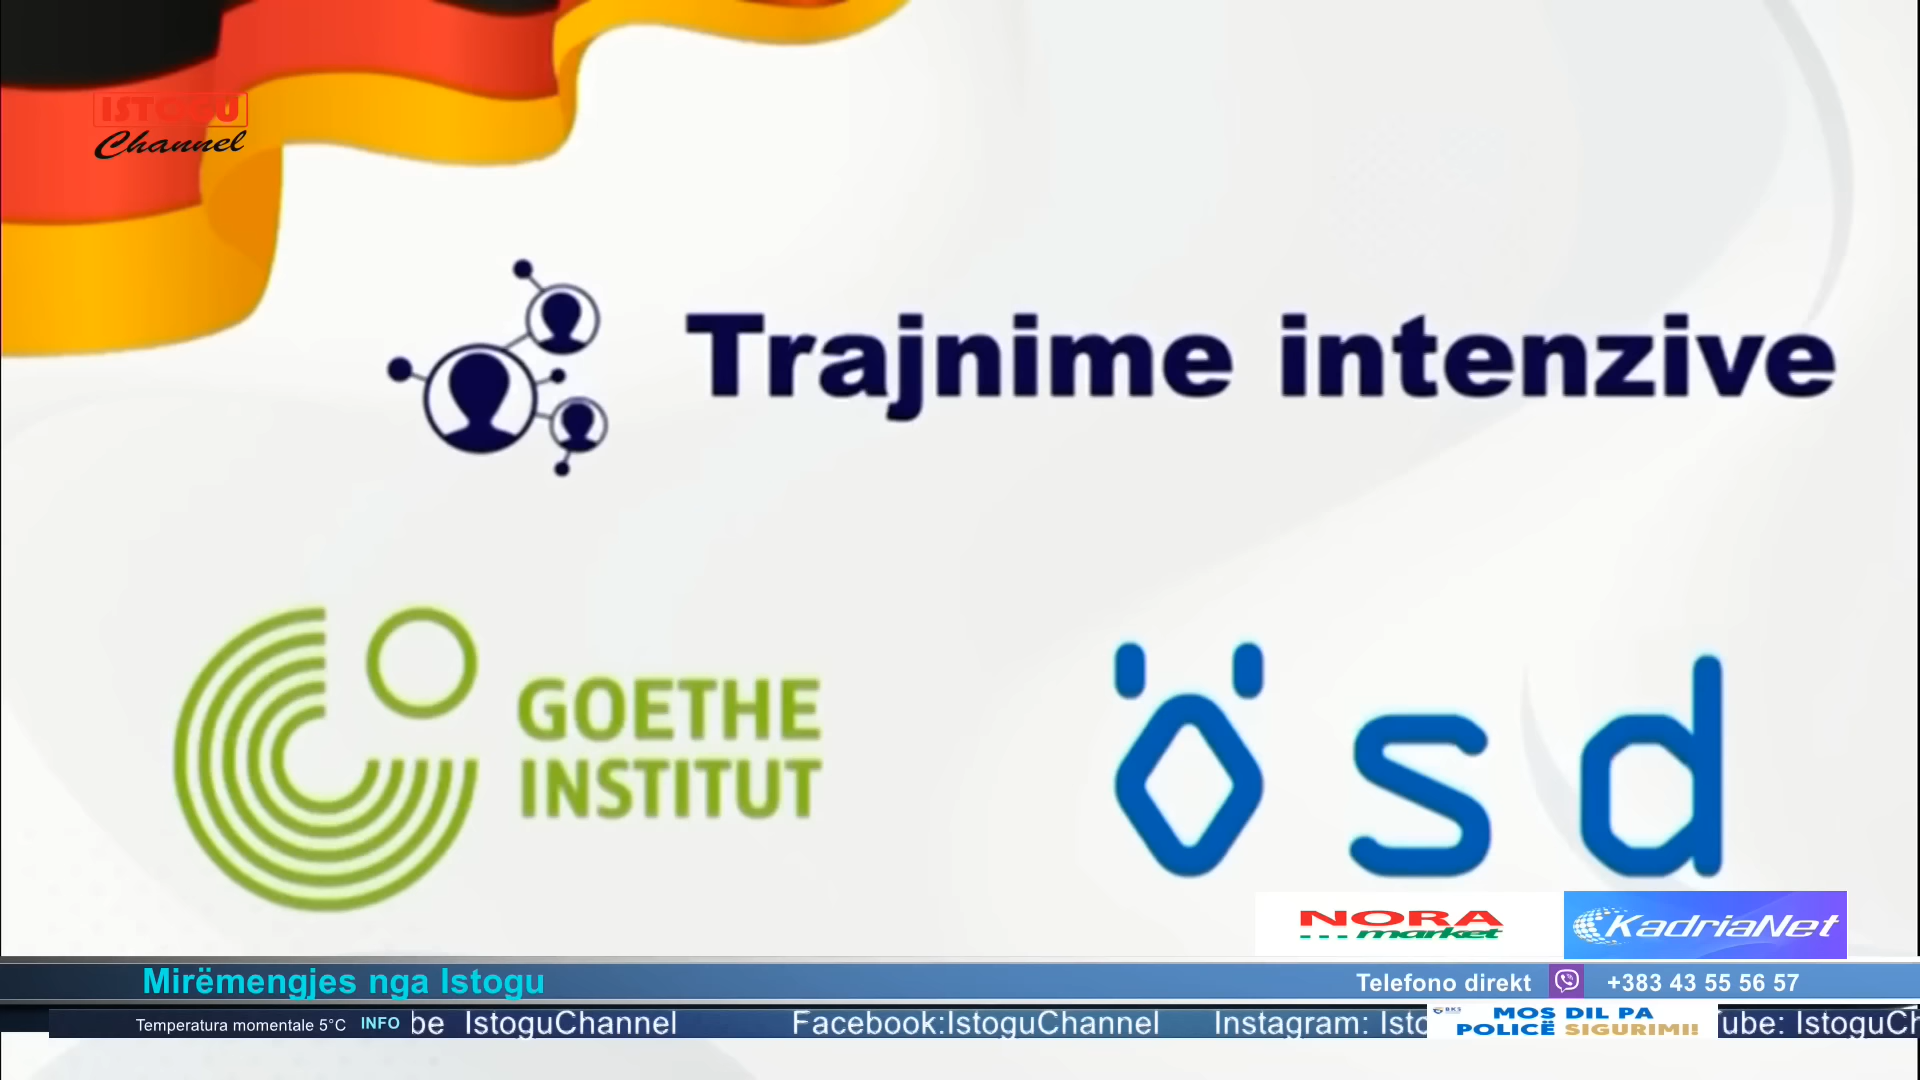 ISTOGU
Channel
Trajnime intenzive
GOETHE
INSTITUT
ösd
NORA
market
KadriaNet
Mirëmengjes nga Istogu
Telefono direkt +383 43 55 56 57
Temperatura momentale 5°C INFO be IstoguChannel Facebook:IstoguChannel Instagram: Isto
MOS DIL PA
POLICË SIGURIMI!
ube: IstoguCh